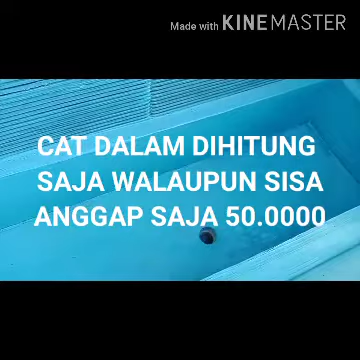 Made with KINEMASTER
CAT DALAM DIHITUNG
SAJA WALAUPUN SISA
ANGGAP SAJA 50.0000